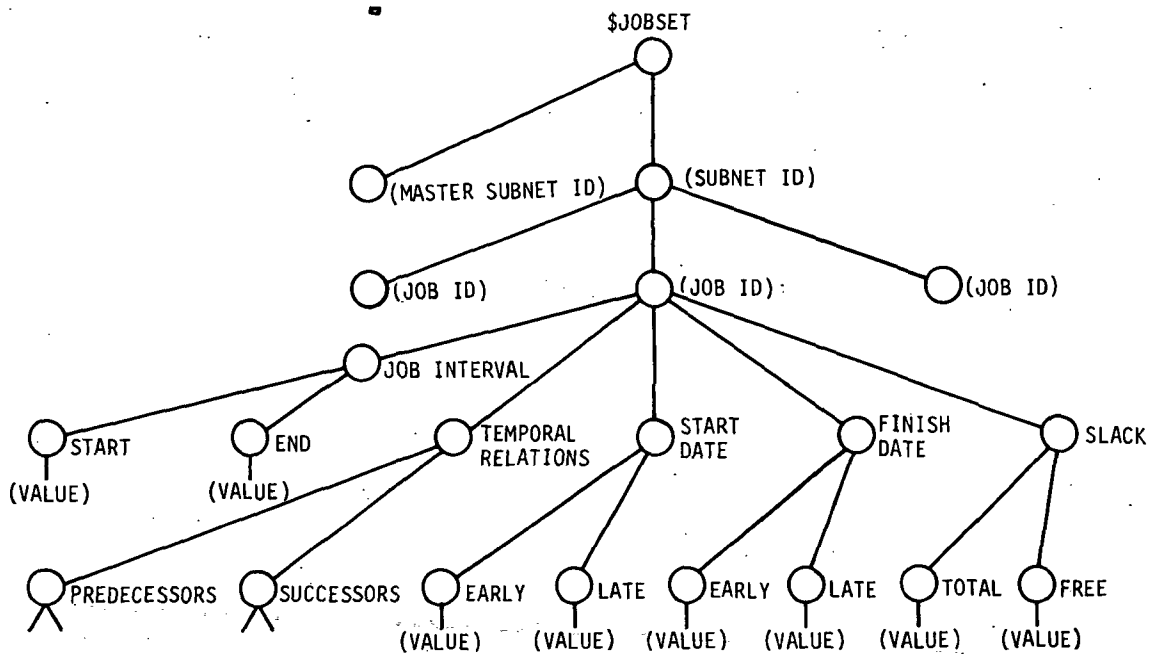 $JOBSET
(MASTER SUBNET ID)
(SUBNET ID)
(JOB ID)
(JOB ID)
(JOB ID)
JOB INTERVAL
START
END
TEMPORAL
RELATIONS
START
DATE
FINISH
DATE
SLACK
(VALUE)
(VALUE)
PREDECESSORS
SUCCESSORS
EARLY
LATE
EARLY
LATE
TOTAL
FREE
(VALUE)
(VALUE)
(VALUE)
(VALUE)
(VALUE)
(VALUE)